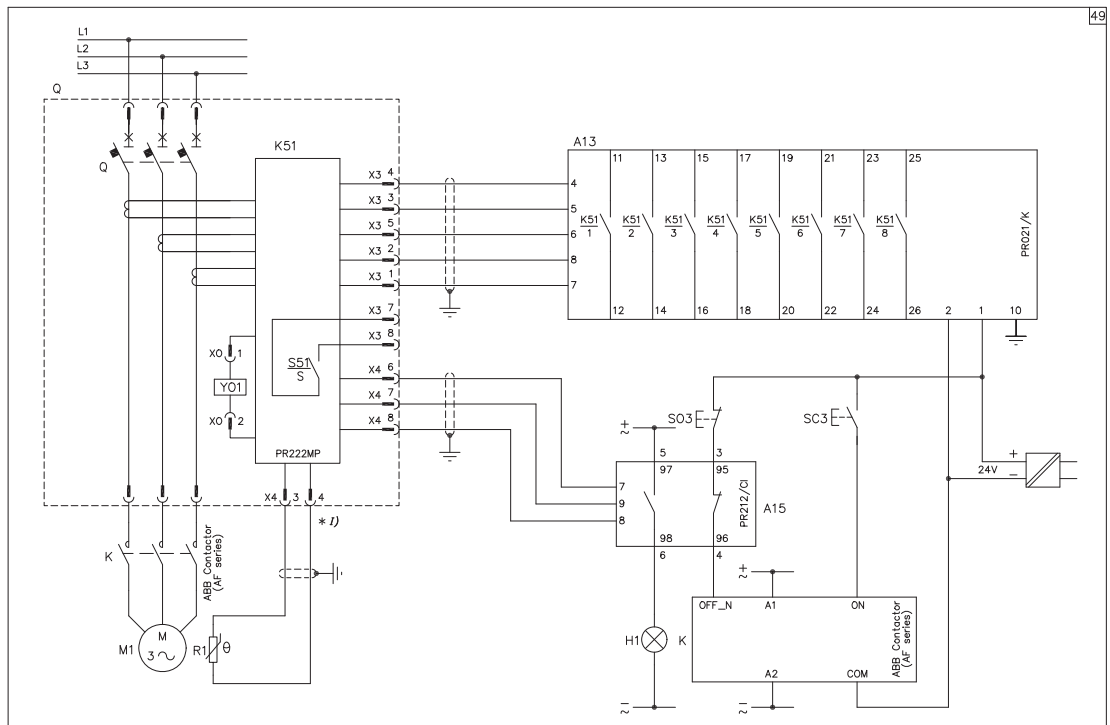 49
L1
L2
L3
Q
Q
K51
X3 4
X3 3
X3 5
X3 2
X3 1
X3 7
X3 8
S51
S
X4 6
X4 7
X4 8
X0 1
Y01
X0 2
PR222MP
X4 3 4
* I)
A13
11 13 15 17 19 21 23 25
4
5
6
8
7
K51 K51 K51 K51 K51 K51 K51 K51
1 2 3 4 5 6 7 8
12 14 16 18 20 22 24 26 2 1 10
PR021/K
S03
SC3
+
~
5 3
97 95
7
9
8
PR212/CI
A15
98 96
6 4
24V
+
−
K
ABB Contactor
(AF series)
M
3 ~
M1
R1
θ
H1
+
~
OFF_N A1 ON
K
ABB Contactor
(AF series)
A2 COM
−
~
−
~